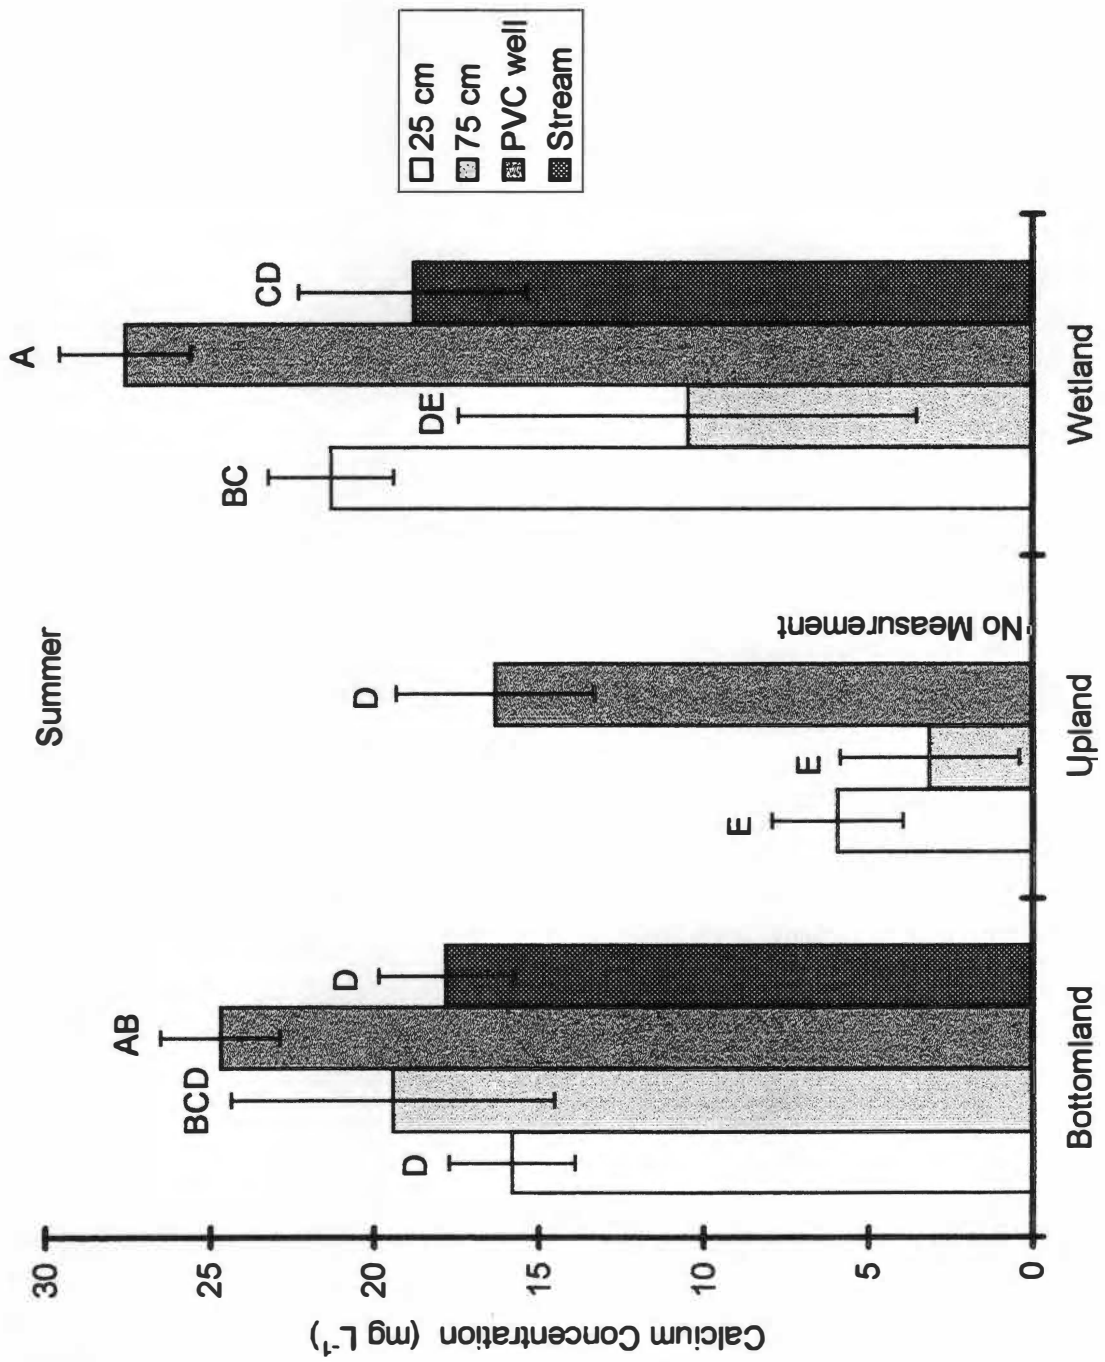 Summer
Calcium Concentration (mg L⁻¹)
30
25
20
15
10
5
0
D
BCD
AB
D
E
E
D
No Measurement
BC
DE
A
CD
Bottomland
Upland
Wetland
25 cm
75 cm
PVC well
Stream